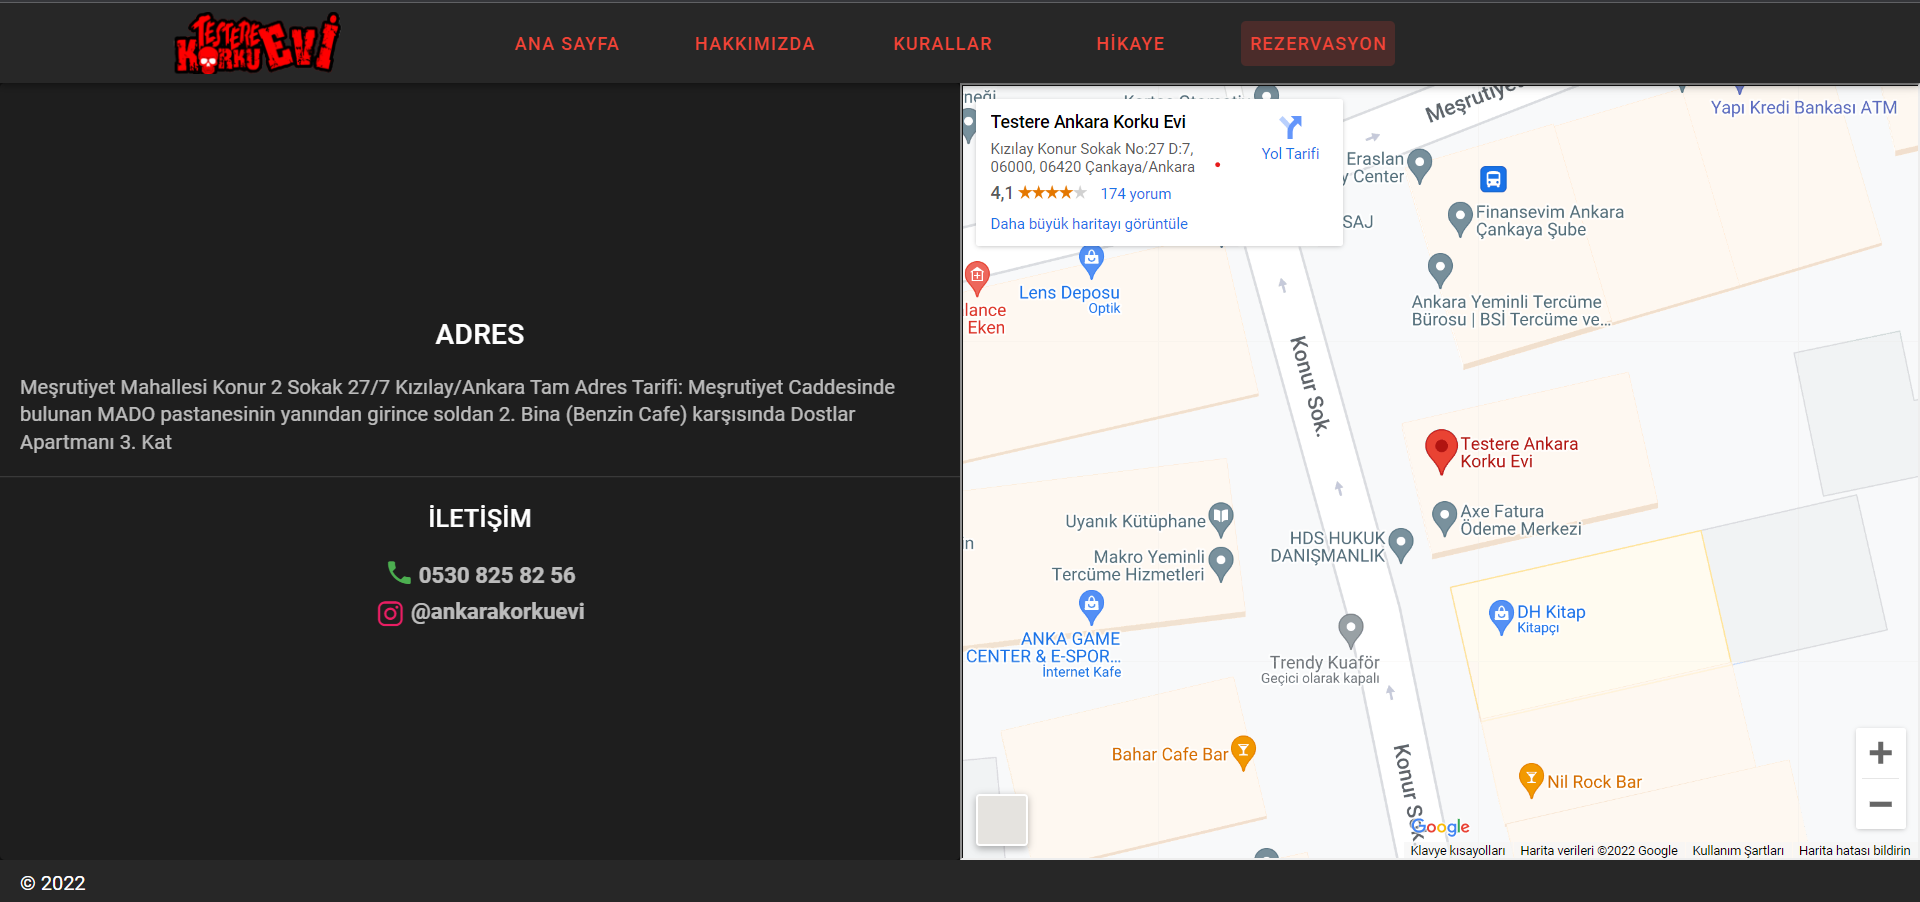 TESTERE
KORKU EVİ
ANA SAYFA
HAKKIMIZDA
KURALLAR
HİKAYE
REZERVASYON
ADRES
Meşrutiyet Mahallesi Konur 2 Sokak 27/7 Kızılay/Ankara Tam Adres Tarifi: Meşrutiyet Caddesinde
bulunan MADO pastanesinin yanından girince soldan 2. Bina (Benzin Cafe) karşısında Dostlar
Apartmanı 3. Kat
İLETİŞİM
0530 825 82 56
@ankarakorkuevi
Testere Ankara Korku Evi
Kızılay Konur Sokak No:27 D:7,
06000, 06420 Çankaya/Ankara
4,1
174 yorum
Daha büyük haritayı görüntüle
Yol Tarifi
Meşrutiyet
Yapı Kredi Bankası ATM
Eraslan
y Center
SAJ
Finansevim Ankara
Çankaya Şube
Ankara Yeminli Tercüme
Bürosu | BSİ Tercüme ve...
Lens Deposu
Optik
lance
Eken
Konur Sok.
Testere Ankara
Korku Evi
Axe Fatura
Ödeme Merkezi
Uyanık Kütüphane
in
HDS HUKUK
DANIŞMANLIK
Makro Yeminli
Tercüme Hizmetleri
ANKA GAME
CENTER & E-SPOR...
İnternet Kafe
DH Kitap
Kitapçı
Trendy Kuaför
Geçici olarak kapalı
Bahar Cafe Bar
Konur Sok.
Nil Rock Bar
Google
Klavye kısayolları
Harita verileri ©2022 Google
Kullanım Şartları
Harita hatası bildirin
© 2022